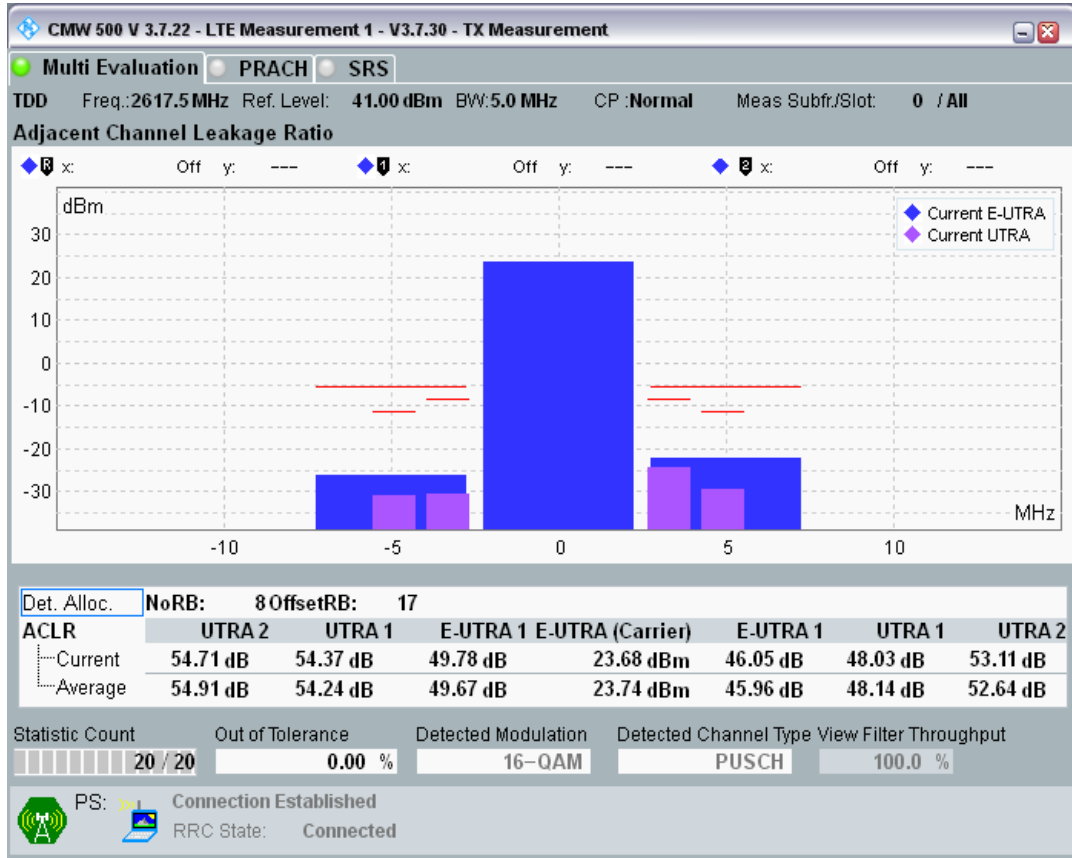 CMW 500 V 3.7.22 - LTE Measurement 1 - V3.7.30 - TX Measurement
Multi Evaluation PRACH SRS
TDD Freq.:2617.5 MHz Ref. Level: 41.00 dBm BW:5.0 MHz CP :Normal Meas Subfr./Slot: 0 / All
Adjacent Channel Leakage Ratio
R x: Off y: --- 1 x: Off y: --- 2 x: Off y: ---
dBm
Current E-UTRA
Current UTRA
30
20
10
0
-10
-20
-30
MHz
-10 -5 0 5 10
Det. Alloc. NoRB: 8 OffsetRB: 17
ACLR UTRA 2 UTRA 1 E-UTRA 1 E-UTRA (Carrier) E-UTRA 1 UTRA 1 UTRA 2
Current 54.71 dB 54.37 dB 49.78 dB 23.68 dBm 46.05 dB 48.03 dB 53.11 dB
Average 54.91 dB 54.24 dB 49.67 dB 23.74 dBm 45.96 dB 48.14 dB 52.64 dB
Statistic Count Out of Tolerance Detected Modulation Detected Channel Type View Filter Throughput
20 / 20 0.00 % 16-QAM PUSCH 100.0 %
PS: Connection Established
RRC State: Connected